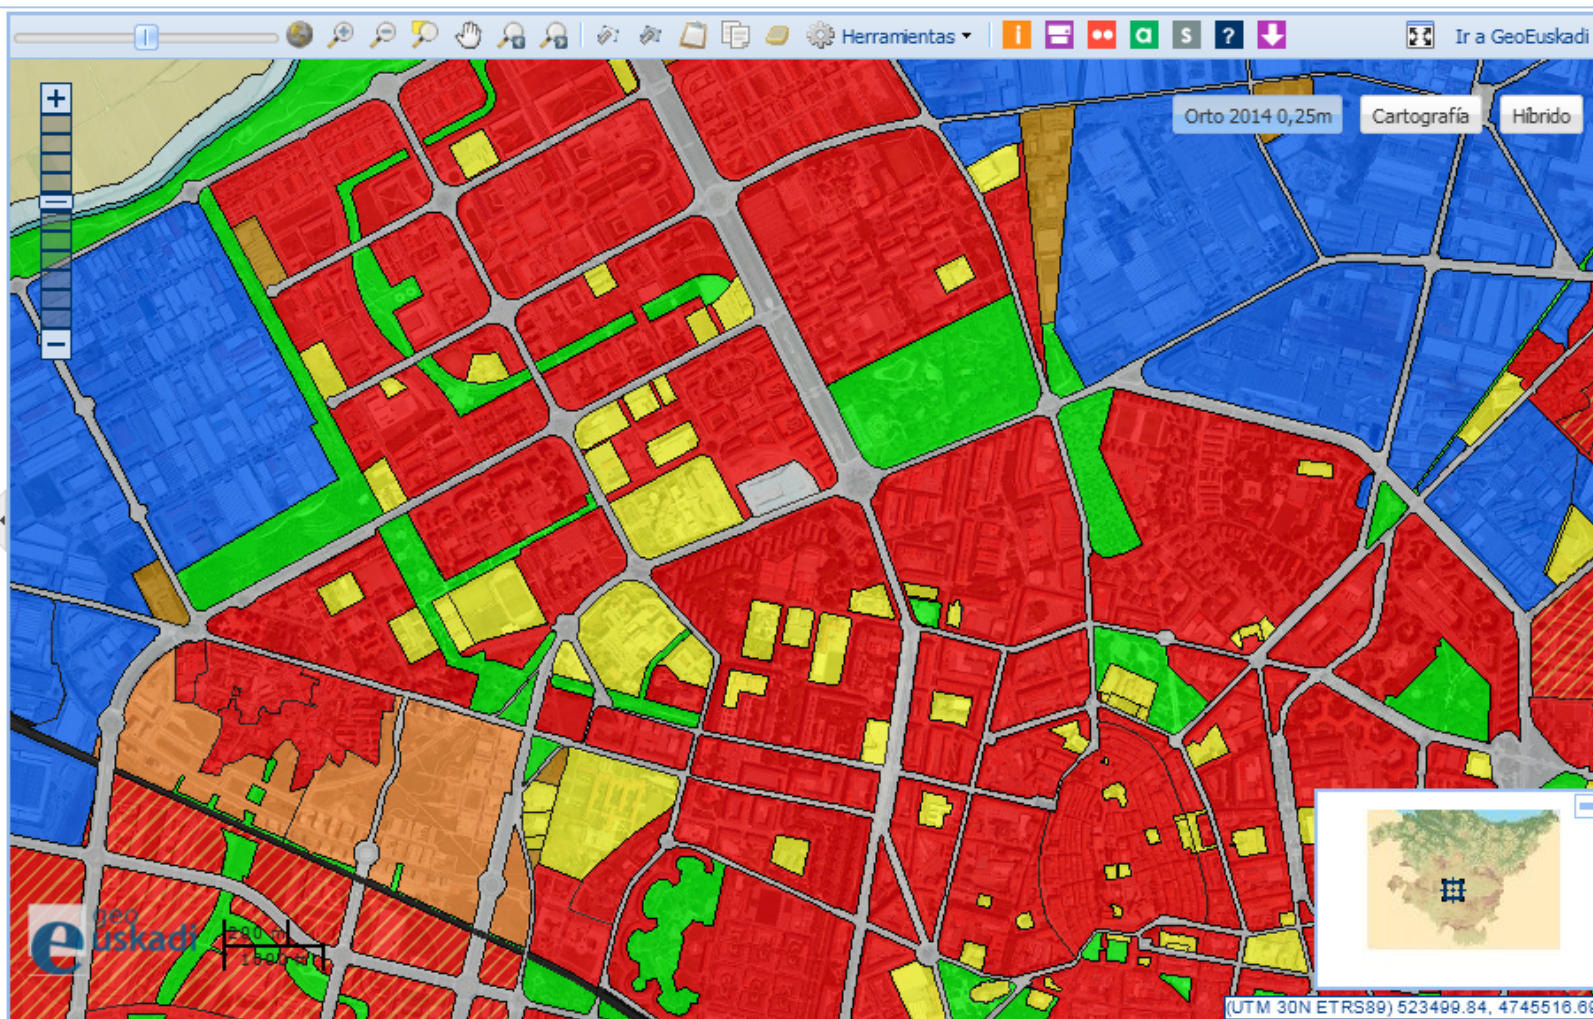 Herramientas
i
a
s
?
Ir a GeoEuskadi
Orto 2014 0,25m
Cartografía
Híbrido
geo
euskadi
(UTM 30N ETRS89) 523499.84, 4745516.6